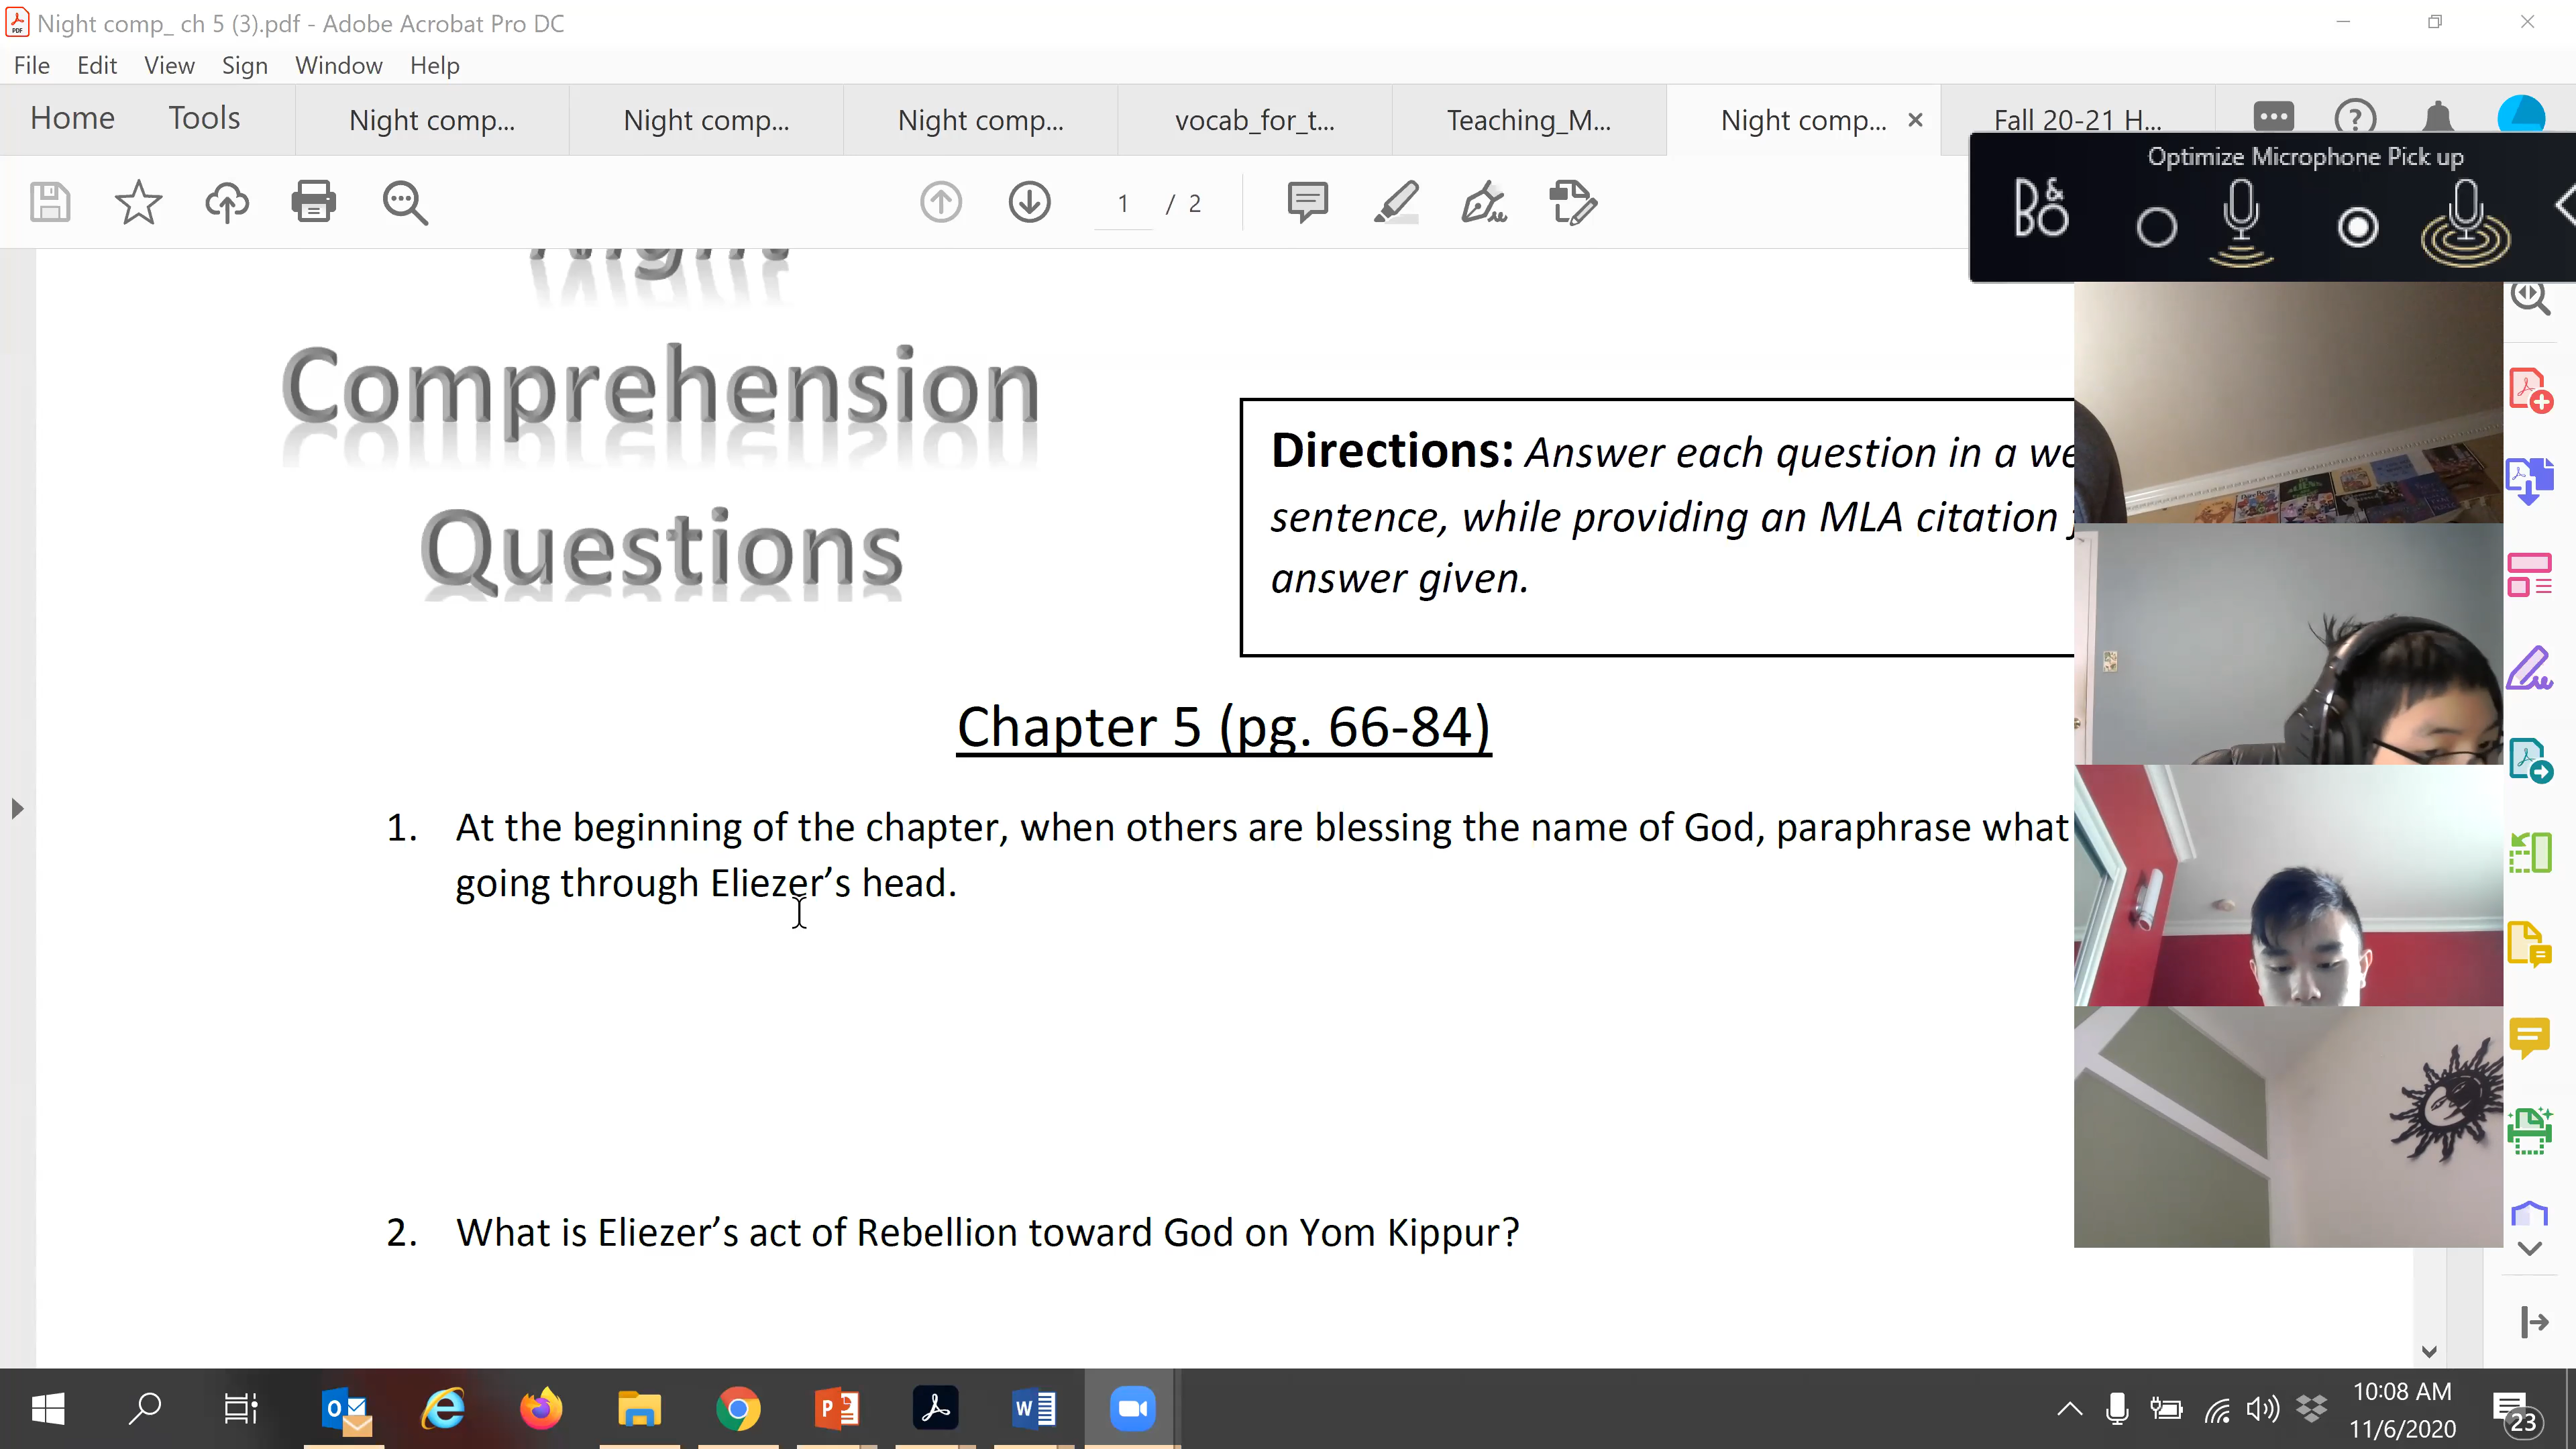 Night comp_ ch 5 (3).pdf - Adobe Acrobat Pro DC
File Edit View Sign Window Help
Home Tools Night comp... Night comp... Night comp... vocab_for_t... Teaching_M... Night comp... Fall 20-21 H...
Optimize Microphone Pick up
B&O
1 / 2
Night
Comprehension
Questions
Directions: Answer each question in a
sentence, while providing an MLA citation
answer given.
Chapter 5 (pg. 66-84)
1. At the beginning of the chapter, when others are blessing the name of God, paraphrase what
going through Eliezer's head.
2. What is Eliezer's act of Rebellion toward God on Yom Kippur?
10:08 AM
11/6/2020
23